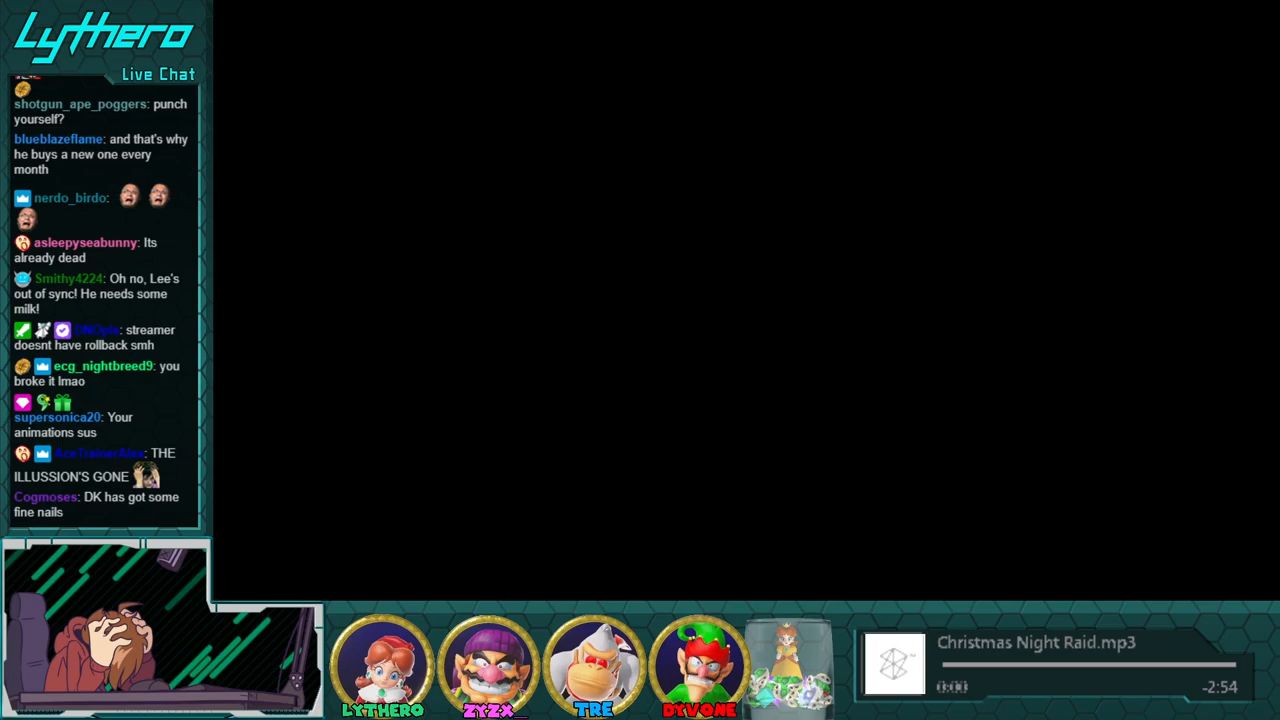 Lythero
Live Chat
shotgun_ape_poggers: punch
yourself?
blueblazeflame: and that's why
he buys a new one every
month
nerdo_birdo:
asleepyseabunny: Its
already dead
Smithy4224: Oh no, Lee's
out of sync! He needs some
milk!
: streamer
doesnt have rollback smh
ecg_nightbreed9: you
broke it lmao
supersonica20: Your
animations sus
AceTrainerAlex: THE
ILLUSSION'S GONE
Cogmoses: DK has got some
fine nails
LYTHERO
ZYZX_
TRE
DYVONE
Christmas Night Raid.mp3
0:00
-2:54